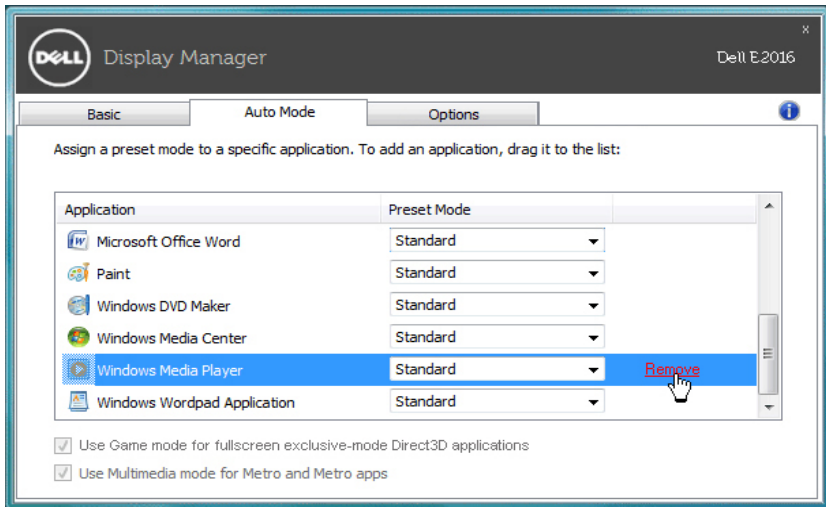 x
DELL Display Manager Dell E2016
Basic Auto Mode Options
Assign a preset mode to a specific application. To add an application, drag it to the list:
Application Preset Mode
Microsoft Office Word Standard
Paint Standard
Windows DVD Maker Standard
Windows Media Center Standard
Windows Media Player Standard Remove
Windows Wordpad Application Standard
Use Game mode for fullscreen exclusive-mode Direct3D applications
Use Multimedia mode for Metro and Metro apps